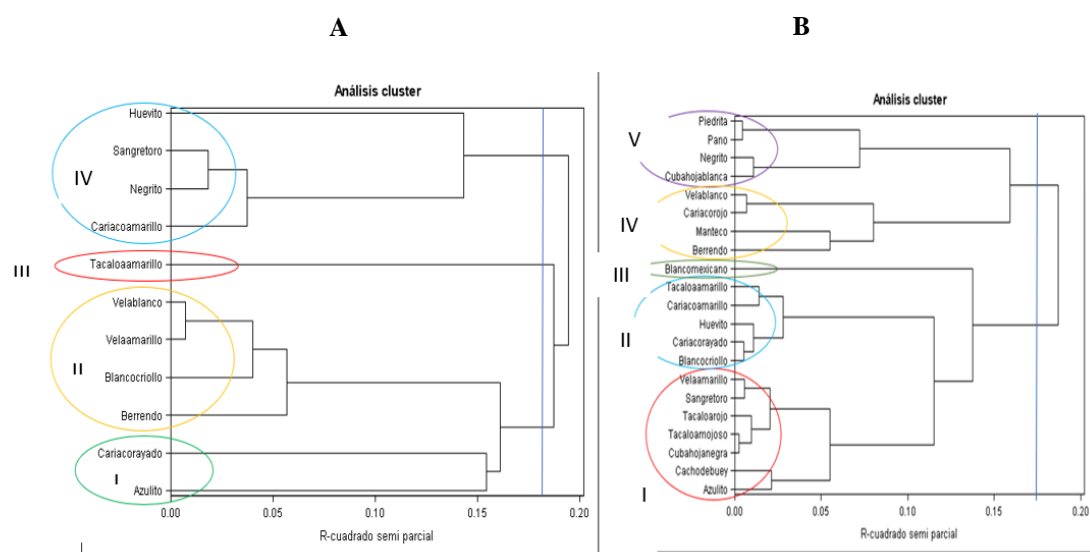 A
Análisis cluster
IV
Huevito
Sangretoro
Negrito
Cariacoamarillo
III
Tacaloaamarillo
II
Velablanco
Velaamarillo
Blancocriollo
Berrendo
I
Cariacorayado
Azulito
0.00 0.05 0.10 0.15 0.20
R-cuadrado semi parcial
B
Análisis cluster
V
Piedrita
Pano
Negrito
Cubahojablanca
IV
Velablanco
Cariacorojo
Manteco
Berrendo
III
Blancomexicano
II
Tacaloaamarillo
Cariacoamarillo
Huevito
Cariacorayado
Blancocriollo
I
Velaamarillo
Sangretoro
Tacaloarojo
Tacaloamojoso
Cubahojanegra
Cachodebuey
Azulito
0.00 0.05 0.10 0.15 0.20
R-cuadrado semi parcial